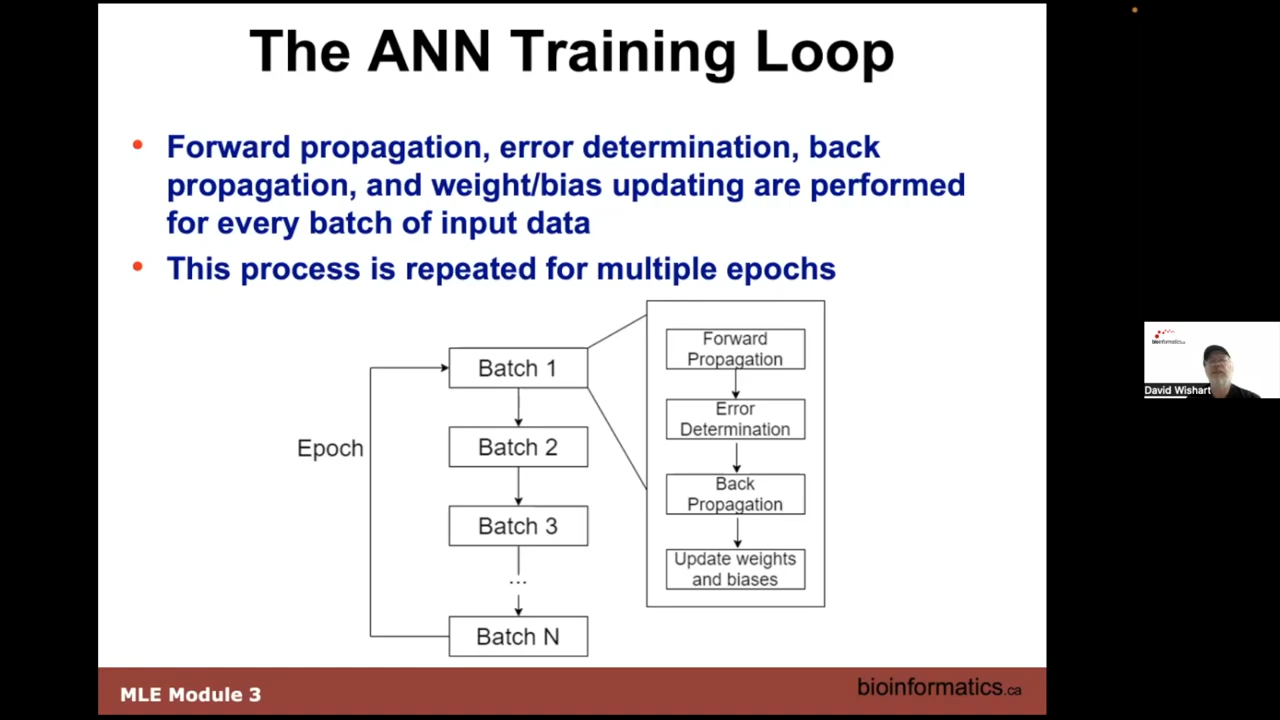 The ANN Training Loop
• Forward propagation, error determination, back
propagation, and weight/bias updating are performed
for every batch of input data
• This process is repeated for multiple epochs
Epoch
Batch 1
Batch 2
Batch 3
...
Batch N
Forward
Propagation
Error
Determination
Back
Propagation
Update weights
and biases
MLE Module 3
bioinformatics.ca
bioinformatics.ca
David Wishart